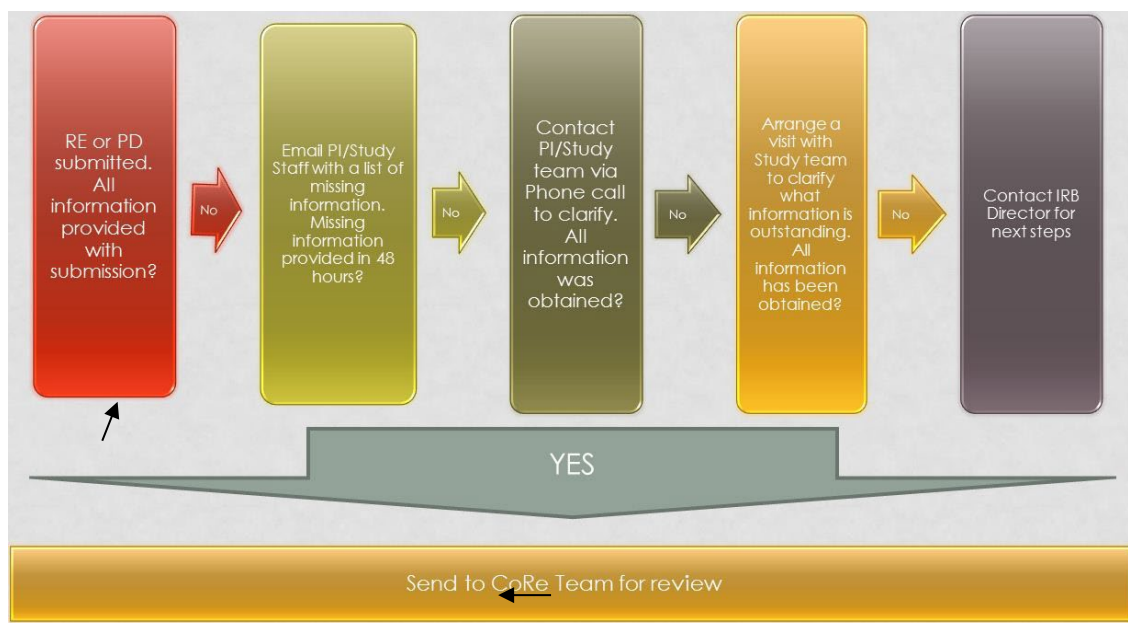 RE or PD
submitted.
All
information
provided
with
submission?
No
Email PI/Study
Staff with a list of
missing
information.
Missing
information
provided in 48
hours?
No
Contact
PI/Study
team via
Phone call
to clarify.
All
information
was
obtained?
No
Arrange a
visit with
Study team
to clarify
what
information is
outstanding.
All
information
has been
obtained?
No
Contact IRB
Director for
next steps
YES
Send to CoRe Team for review